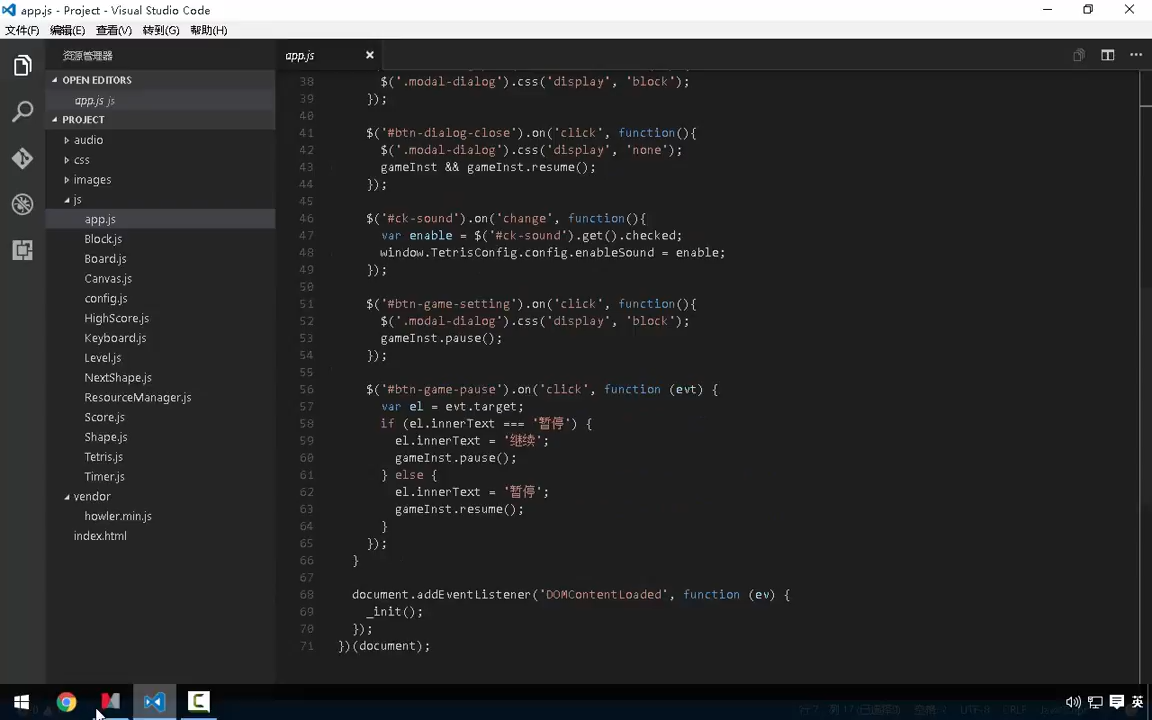 app.js - Project - Visual Studio Code
文件(F) 编辑(E) 查看(V) 转到(G) 帮助(H)
资源管理器
OPEN EDITORS
app.js js
PROJECT
audio
css
images
js
app.js
Block.js
Board.js
Canvas.js
config.js
HighScore.js
Keyboard.js
Level.js
NextShape.js
ResourceManager.js
Score.js
Shape.js
Tetris.js
Timer.js
vendor
howler.min.js
index.html
app.js
38 $('.modal-dialog').css('display', 'block');
39 });
40
41 $('#btn-dialog-close').on('click', function(){
42 $('.modal-dialog').css('display', 'none');
43 gameInst && gameInst.resume();
44 });
45
46 $('#ck-sound').on('change', function(){
47 var enable = $('#ck-sound').get().checked;
48 window.TetrisConfig.config.enableSound = enable;
49 });
50
51 $('#btn-game-setting').on('click', function(){
52 $('.modal-dialog').css('display', 'block');
53 gameInst.pause();
54 });
55
56 $('#btn-game-pause').on('click', function (evt) {
57 var el = evt.target;
58 if (el.innerText === '暂停') {
59 el.innerText = '继续';
60 gameInst.pause();
61 } else {
62 el.innerText = '暂停';
63 gameInst.resume();
64 }
65 });
66 }
67
68 document.addEventListener('DOMContentLoaded', function (ev) {
69 _init();
70 });
71 })(document);
英